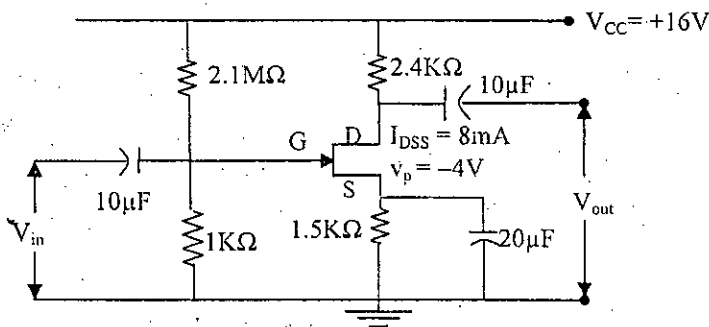 V_CC = +16V
2.1MΩ
2.4KΩ
10μF
G
D
I_DSS = 8mA
v_p = –4V
S
10μF
V_in
1KΩ
1.5KΩ
20μF
V_out